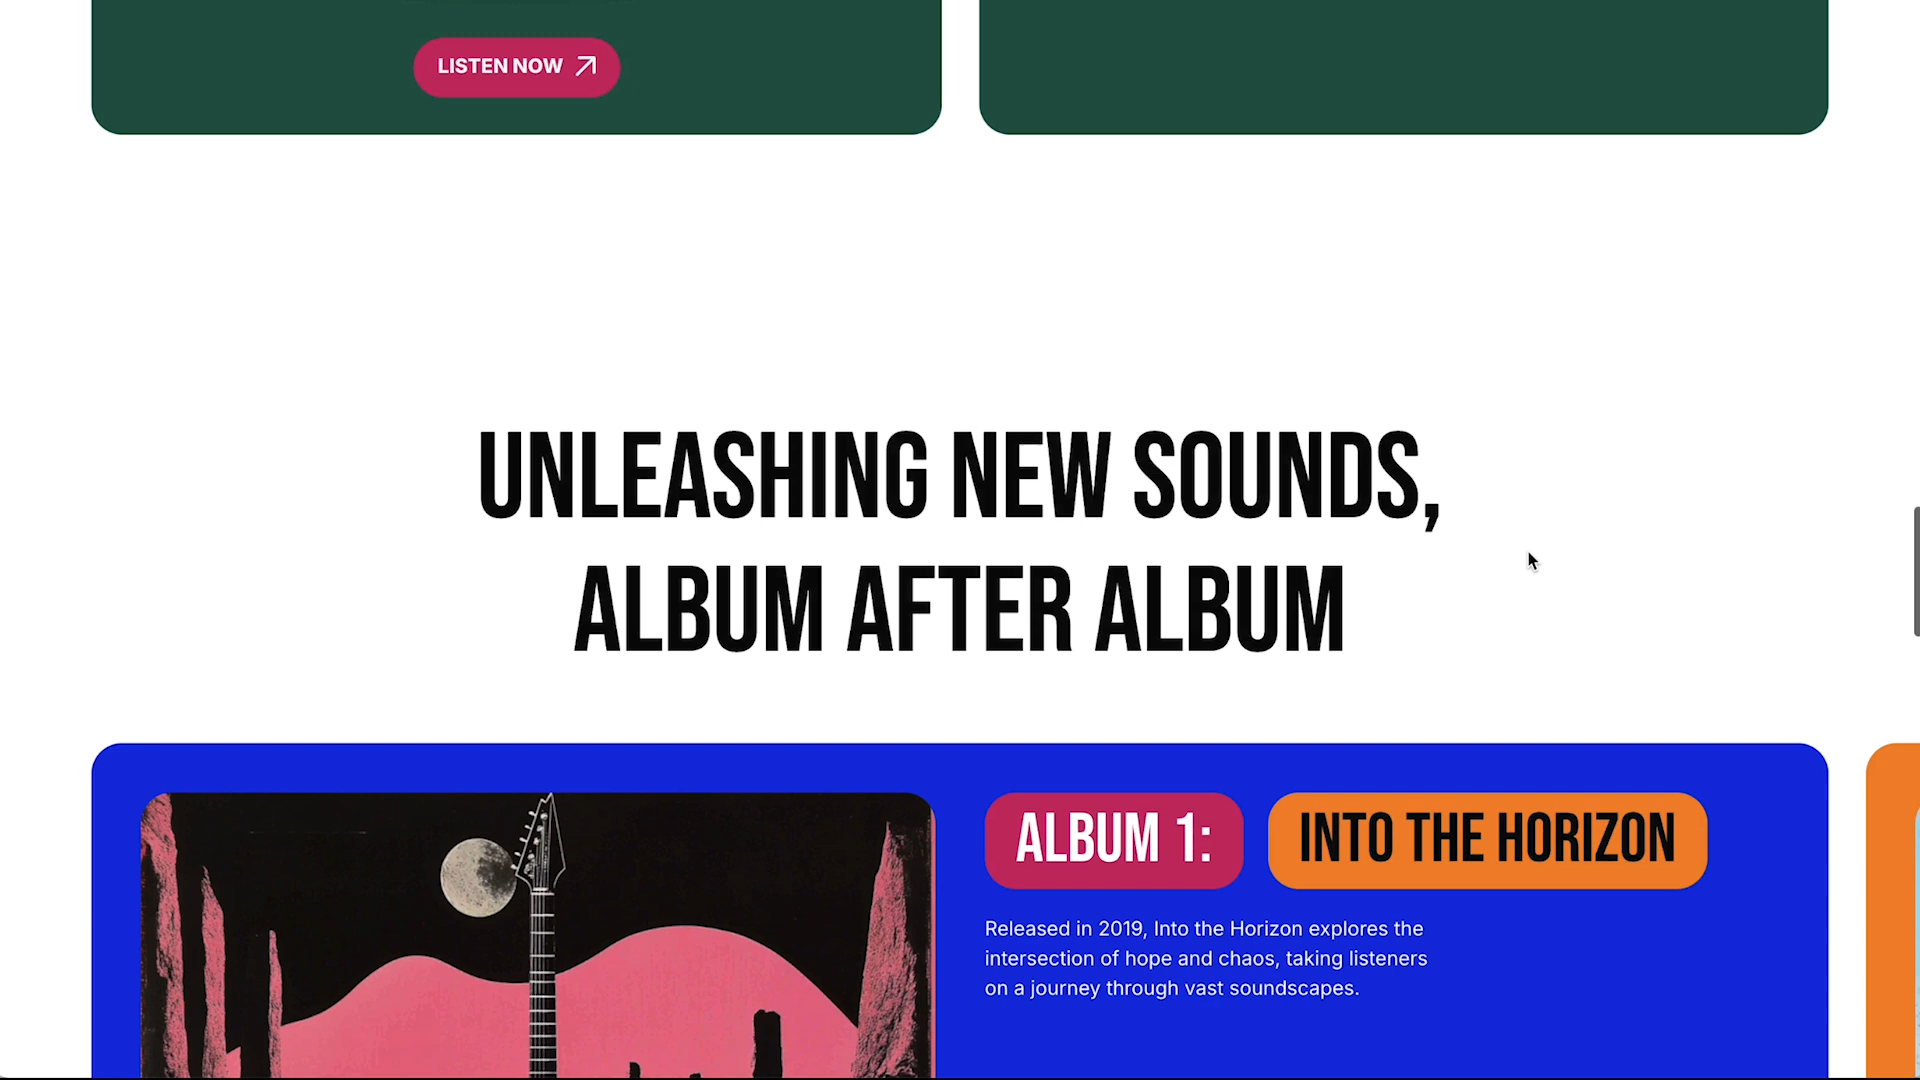 LISTEN NOW
UNLEASHING NEW SOUNDS,
ALBUM AFTER ALBUM
ALBUM 1:
INTO THE HORIZON
Released in 2019, Into the Horizon explores the
intersection of hope and chaos, taking listeners
on a journey through vast soundscapes.